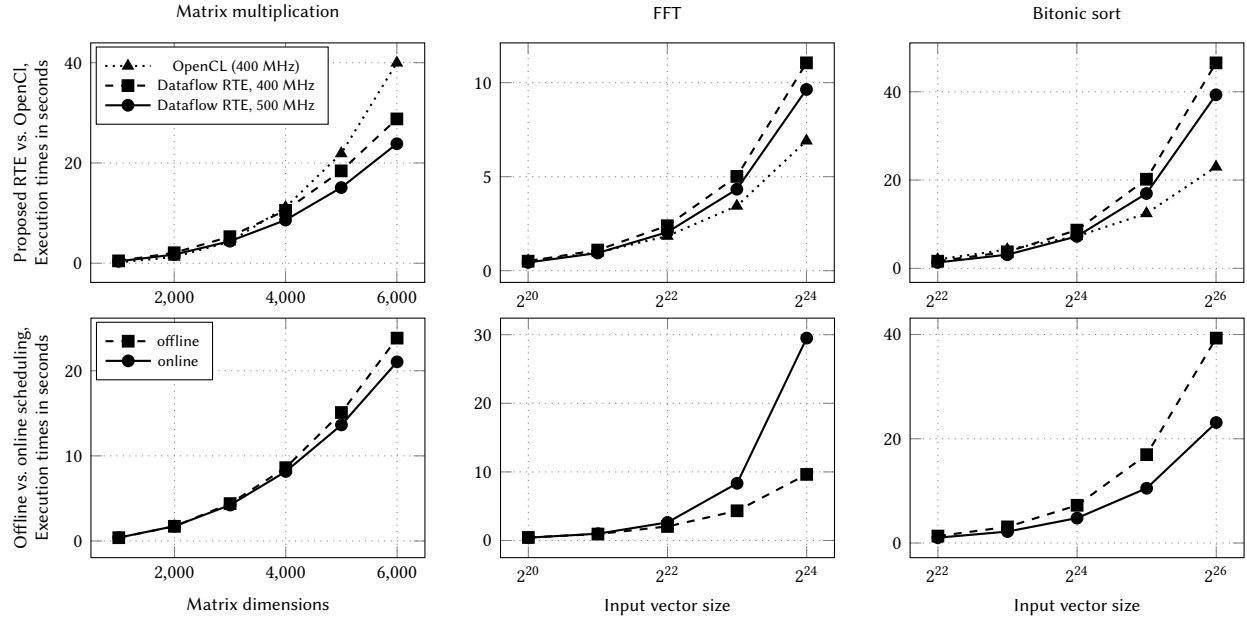 Matrix multiplication
FFT
Bitonic sort
Proposed RTE vs. OpenCl,
Execution times in seconds
40
20
0
OpenCL (400 MHz)
Dataflow RTE, 400 MHz
Dataflow RTE, 500 MHz
2,000
4,000
6,000
10
5
0
2^20
2^22
2^24
40
20
0
2^22
2^24
2^26
Offline vs. online scheduling,
Execution times in seconds
20
10
0
offline
online
2,000
4,000
6,000
Matrix dimensions
30
20
10
0
2^20
2^22
2^24
Input vector size
40
20
0
2^22
2^24
2^26
Input vector size